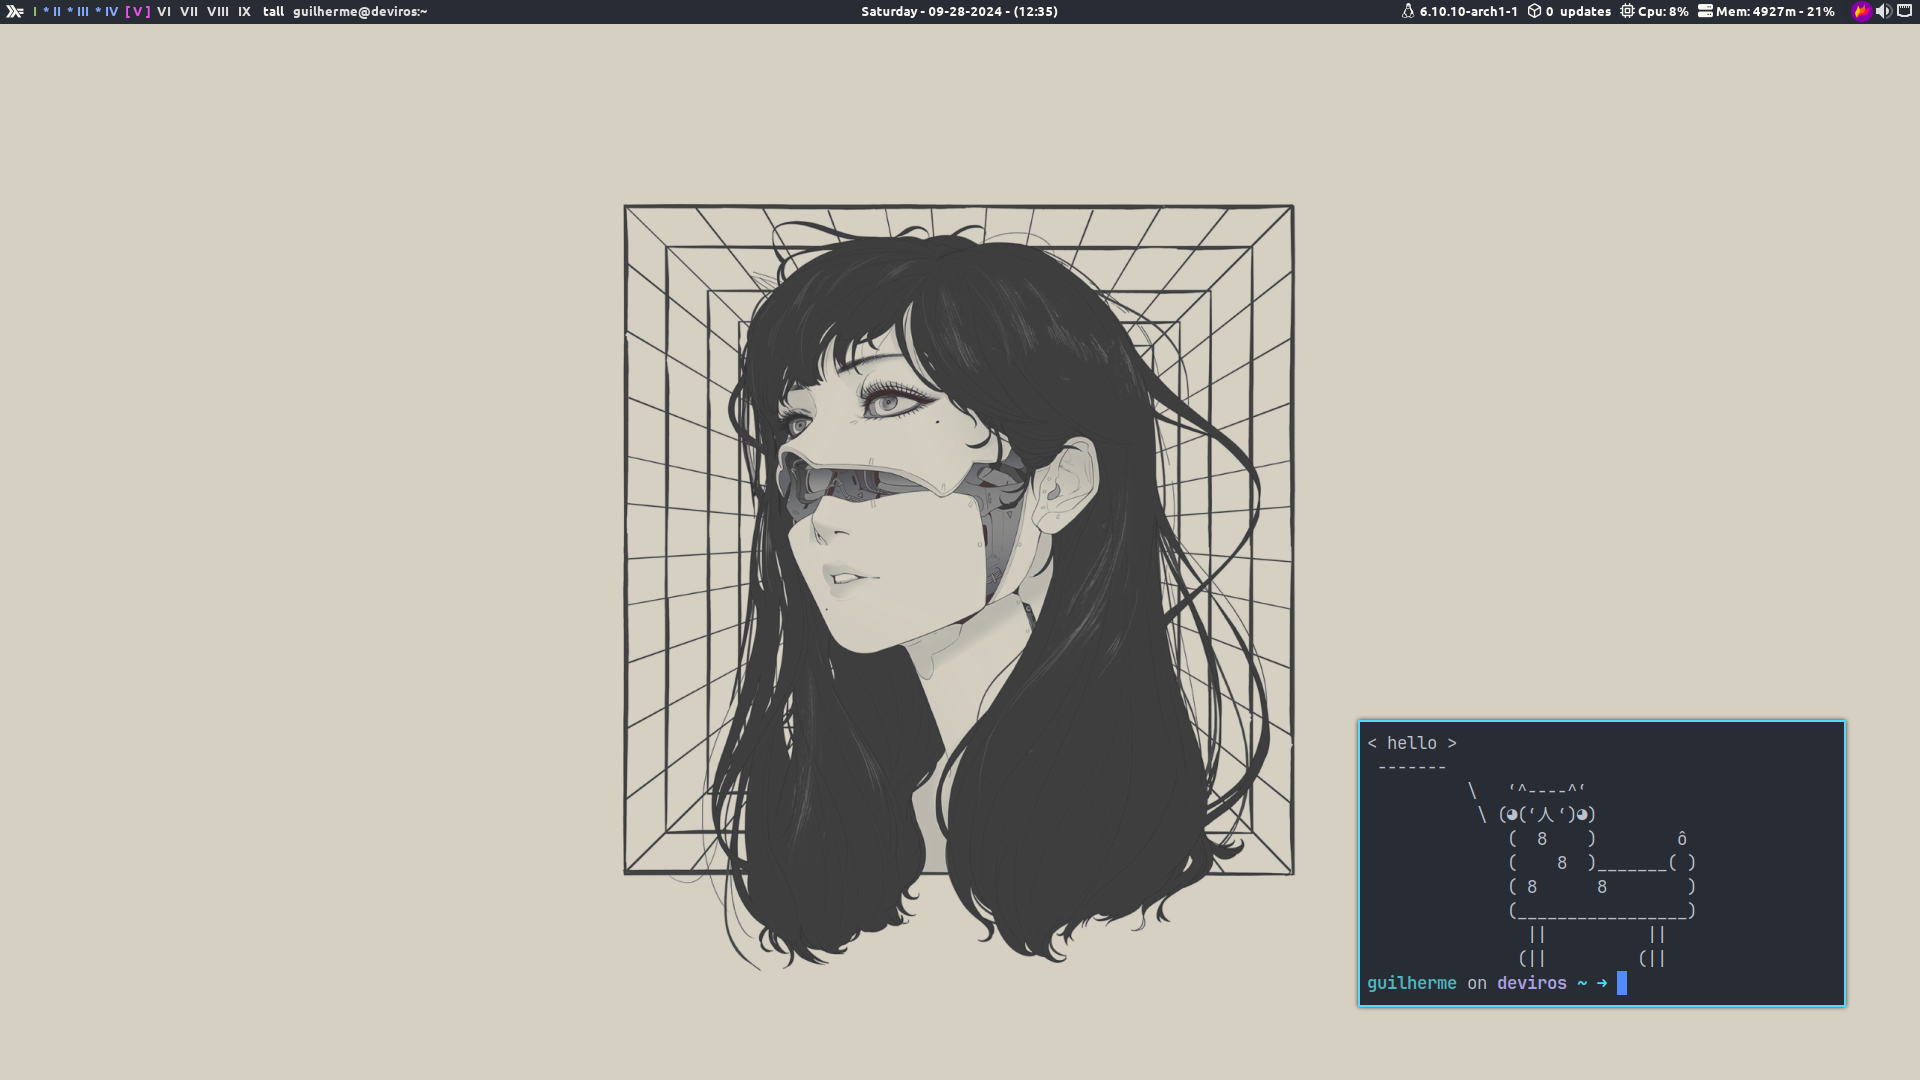 I * II * III * IV [ V ] VI VII VIII IX tall guilherme@deviros:~ Saturday - 09-28-2024 - (12:35) 6.10.10-arch1-1 0 updates Cpu: 8% Mem: 4927m - 21%
< hello >
 -------
          \   ‘^----^‘
           \ (◕(‘人‘)◕)
              (  8    )        ô
              (    8  )_______( )
              ( 8      8        )
              (_________________)
                ||          ||
               (||         (||
guilherme on deviros ~ ➜